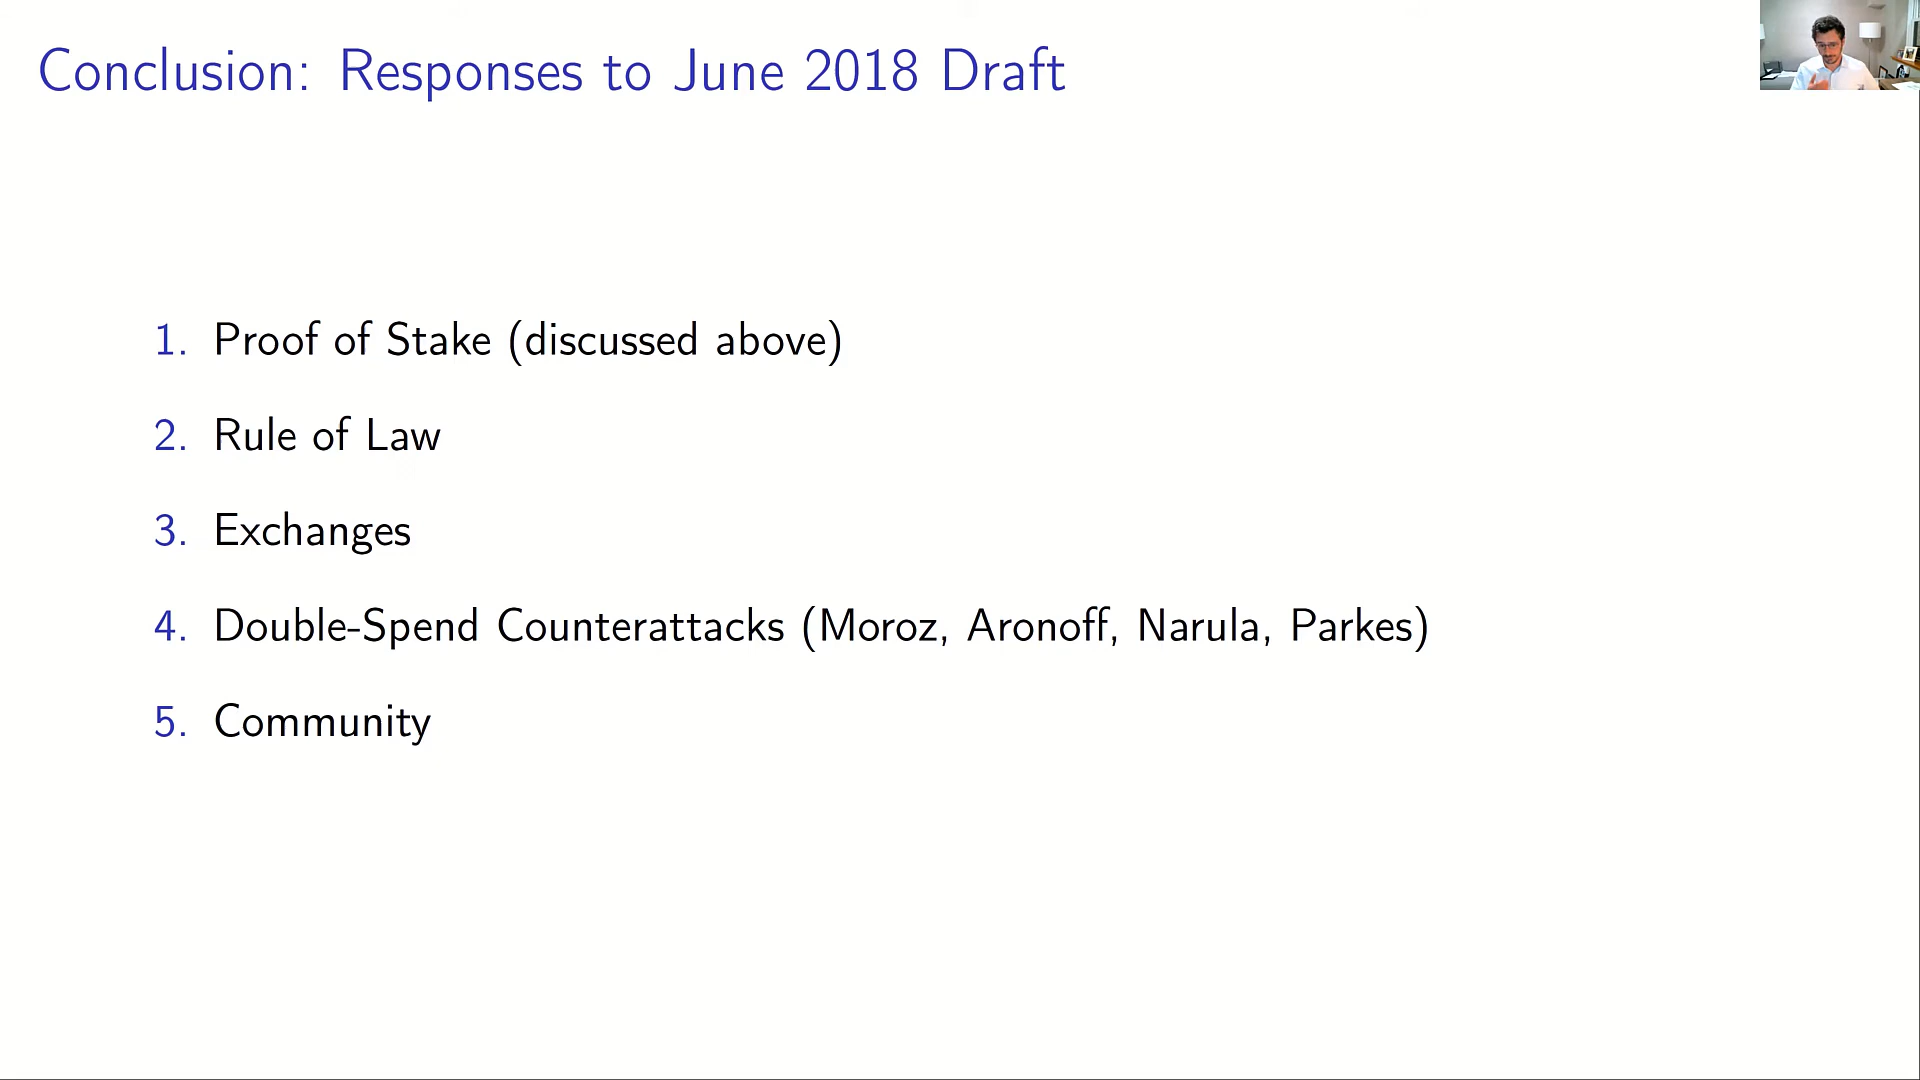 Conclusion: Responses to June 2018 Draft
1. Proof of Stake (discussed above)
2. Rule of Law
3. Exchanges
4. Double-Spend Counterattacks (Moroz, Aronoff, Narula, Parkes)
5. Community